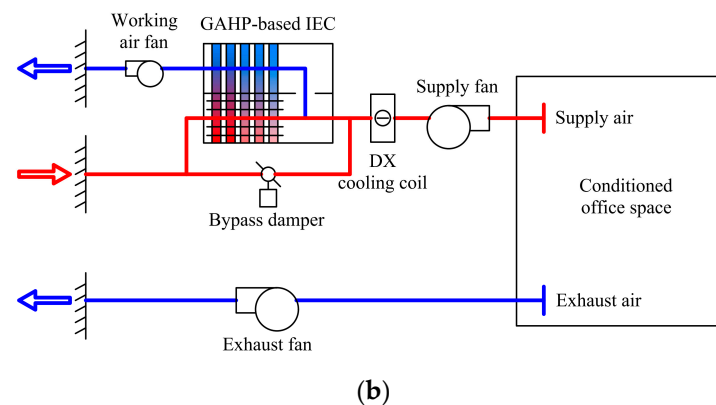 Working
air fan
GAHP-based IEC
Supply fan
Supply air
DX
cooling coil
Conditioned
office space
Bypass damper
Exhaust air
Exhaust fan
(b)